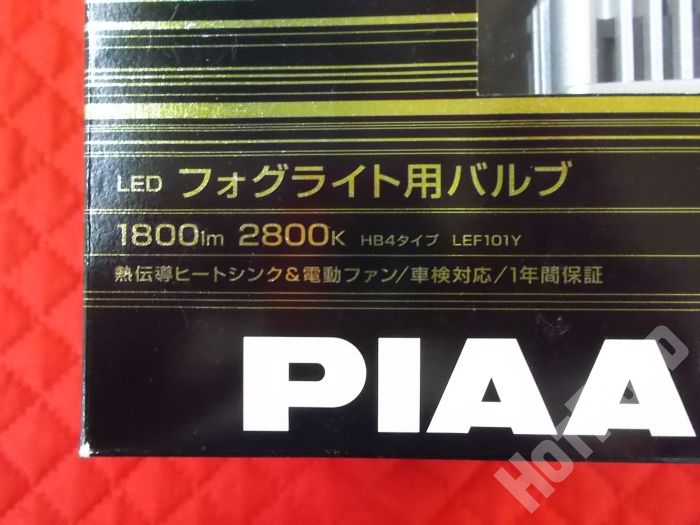 LED フォグライト用バルブ
1800lm 2800K HB4タイプ LEF101Y
熱伝導ヒートシンク&電動ファン/車検対応/1年間保証
PIAA